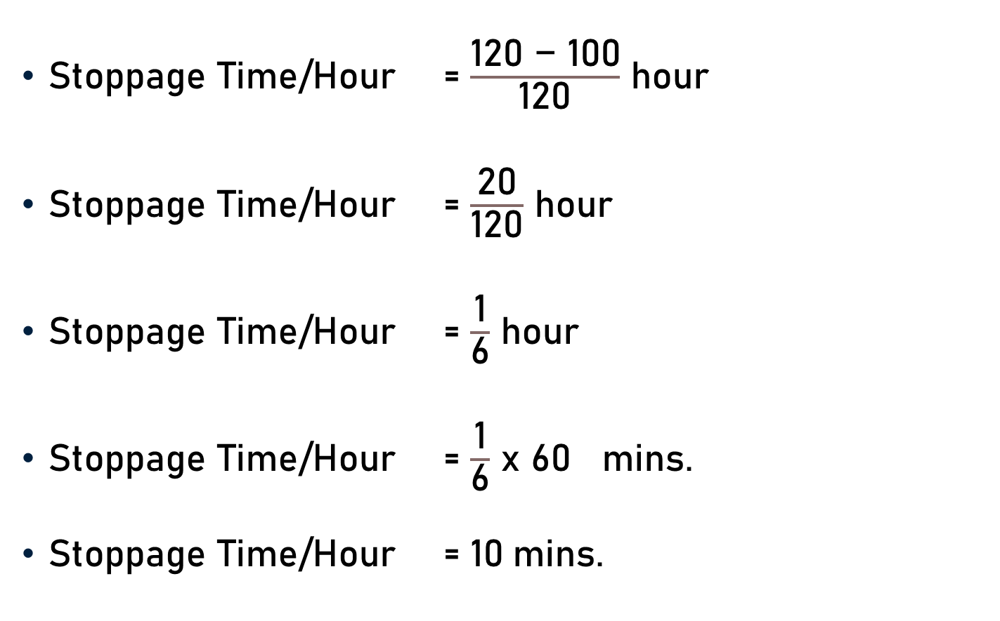 • Stoppage Time/Hour = \frac{120 − 100}{120} hour
• Stoppage Time/Hour = \frac{20}{120} hour
• Stoppage Time/Hour = \frac{1}{6} hour
• Stoppage Time/Hour = \frac{1}{6} x 60 mins.
• Stoppage Time/Hour = 10 mins.